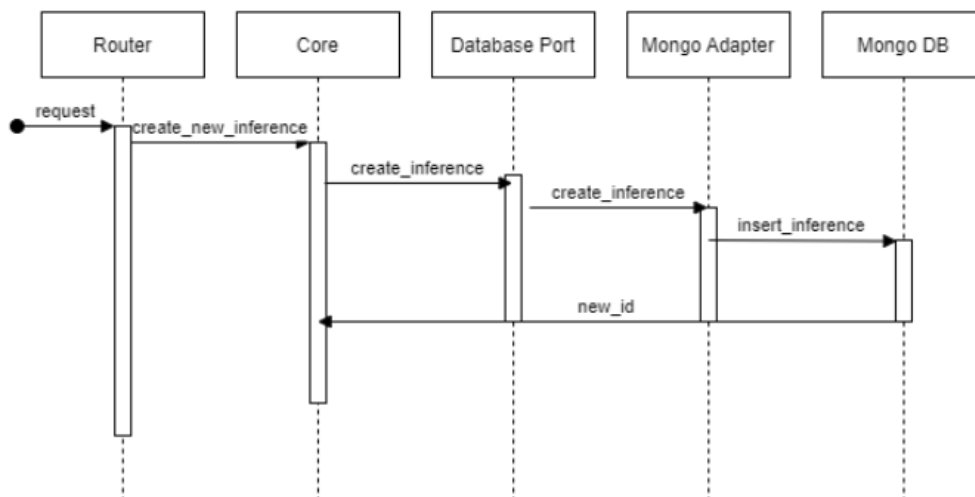 Router
Core
Database Port
Mongo Adapter
Mongo DB
request
create_new_inference
create_inference
create_inference
insert_inference
new_id